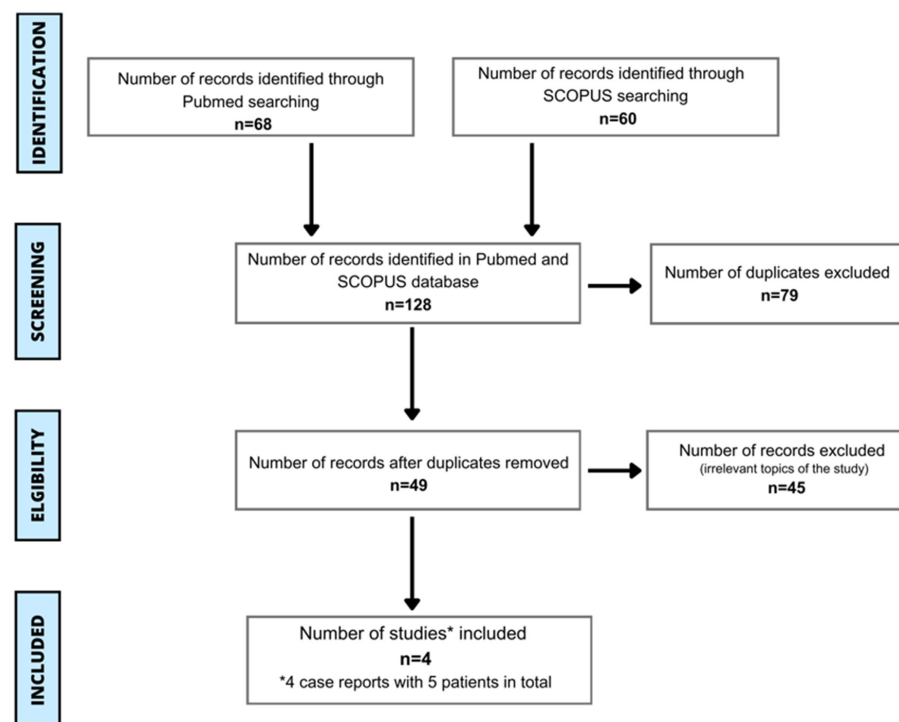 IDENTIFICATION
Number of records identified through
Pubmed searching
n=68
Number of records identified through
SCOPUS searching
n=60
SCREENING
Number of records identified in Pubmed and
SCOPUS database
n=128
Number of duplicates excluded
n=79
ELGIBILITY
Number of records after duplicates removed
n=49
Number of records excluded
(irrelevant topics of the study)
n=45
INCLUDED
Number of studies* included
n=4
*4 case reports with 5 patients in total